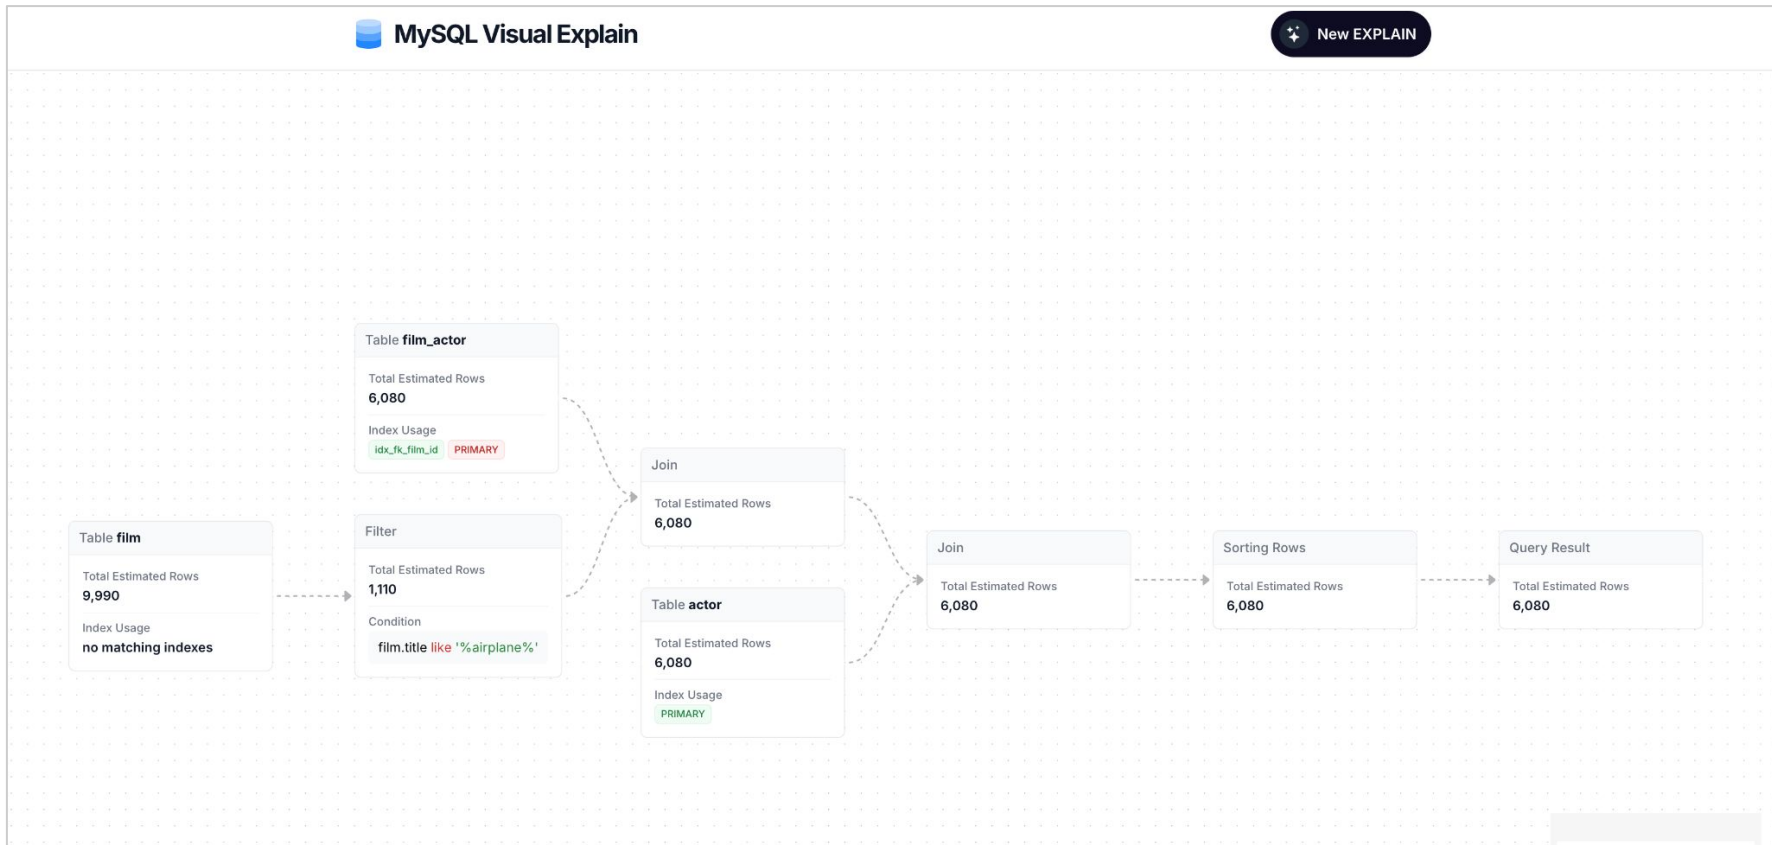 MySQL Visual Explain
New EXPLAIN
Table film
Total Estimated Rows
9,990
Index Usage
no matching indexes
Table film_actor
Total Estimated Rows
6,080
Index Usage
idx_fk_film_id PRIMARY
Filter
Total Estimated Rows
1,110
Condition
film.title like '%airplane%'
Join
Total Estimated Rows
6,080
Table actor
Total Estimated Rows
6,080
Index Usage
PRIMARY
Join
Total Estimated Rows
6,080
Sorting Rows
Total Estimated Rows
6,080
Query Result
Total Estimated Rows
6,080